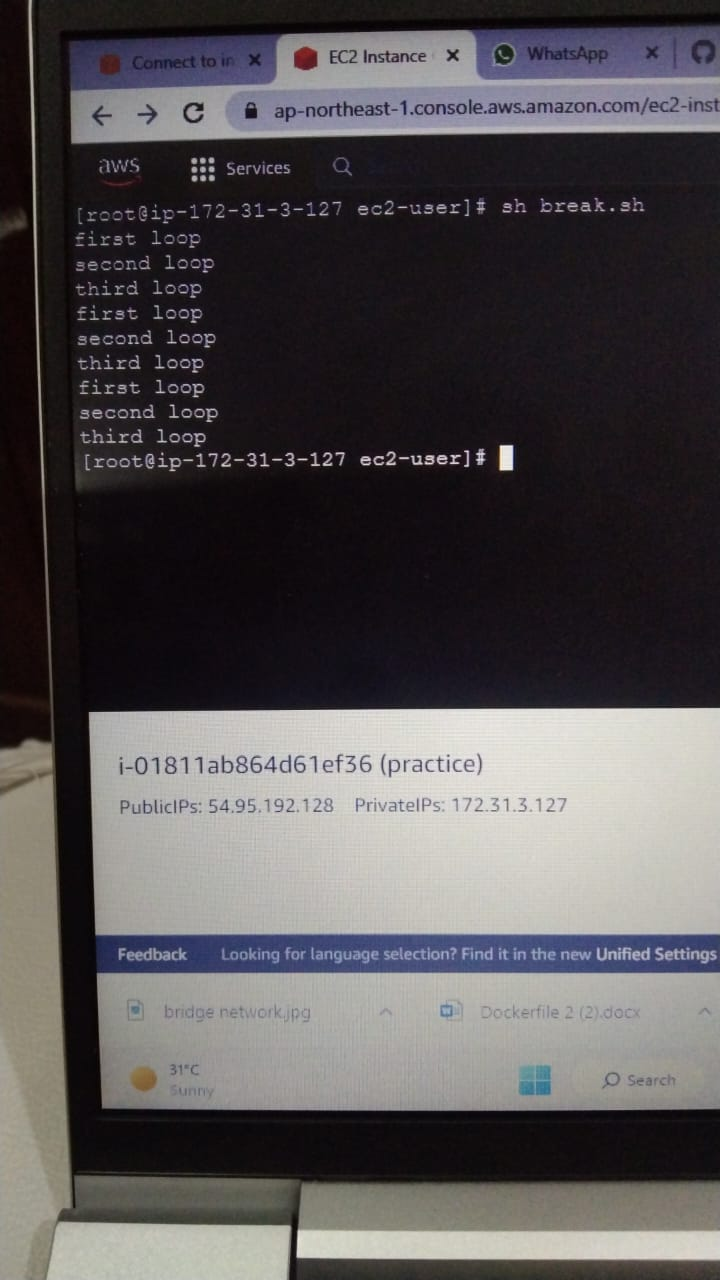 Connect to in
EC2 Instance
WhatsApp
ap-northeast-1.console.aws.amazon.com/ec2-inst
aws
Services
[root@ip-172-31-3-127 ec2-user]# sh break.sh
first loop
second loop
third loop
first loop
second loop
third loop
first loop
second loop
third loop
[root@ip-172-31-3-127 ec2-user]#
i-01811ab864d61ef36 (practice)
PublicIPs: 54.95.192.128 PrivateIPs: 172.31.3.127
Feedback Looking for language selection? Find it in the new Unified Settings
bridge network.jpg
Dockerfile 2 (2).docx
31°C
Sunny
Search